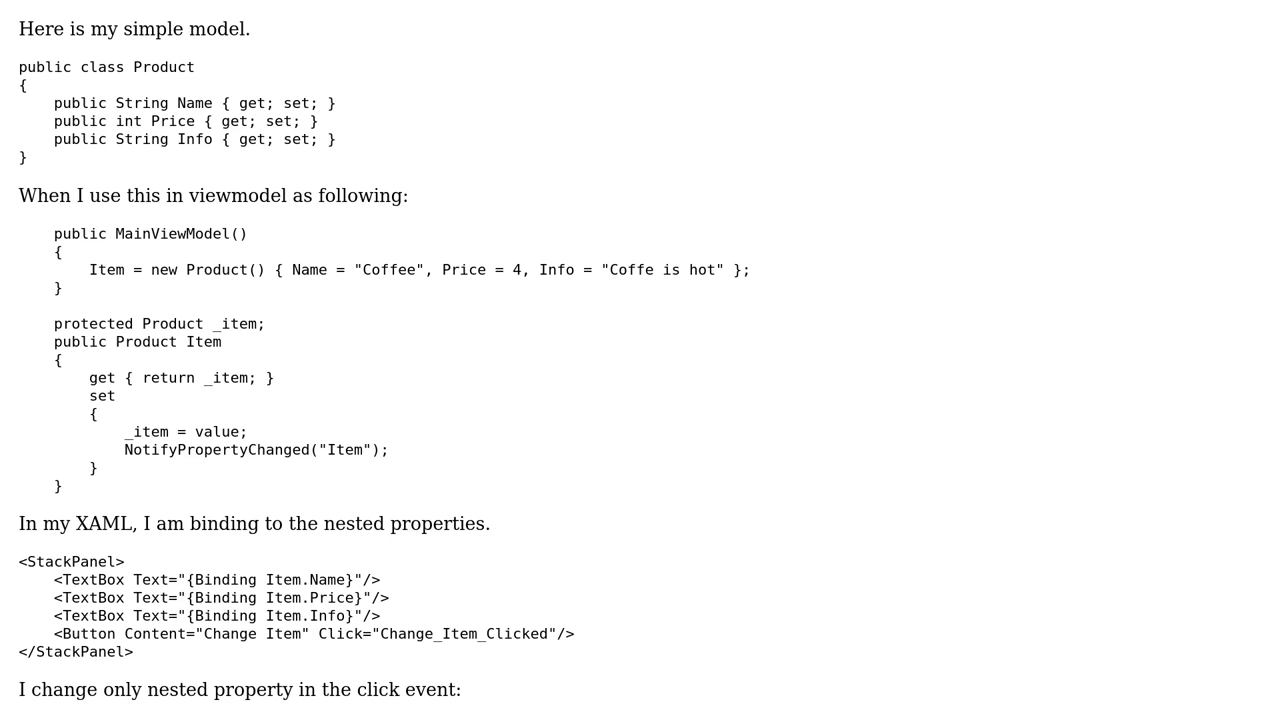 Here is my simple model.
public class Product
{
    public String Name { get; set; }
    public int Price { get; set; }
    public String Info { get; set; }
}
When I use this in viewmodel as following:
    public MainViewModel()
    {
        Item = new Product() { Name = "Coffee", Price = 4, Info = "Coffe is hot" };
    }
    protected Product _item;
    public Product Item
    {
        get { return _item; }
        set
        {
            _item = value;
            NotifyPropertyChanged("Item");
        }
    }
In my XAML, I am binding to the nested properties.
<StackPanel>
    <TextBox Text="{Binding Item.Name}"/>
    <TextBox Text="{Binding Item.Price}"/>
    <TextBox Text="{Binding Item.Info}"/>
    <Button Content="Change Item" Click="Change_Item_Clicked"/>
</StackPanel>
I change only nested property in the click event: